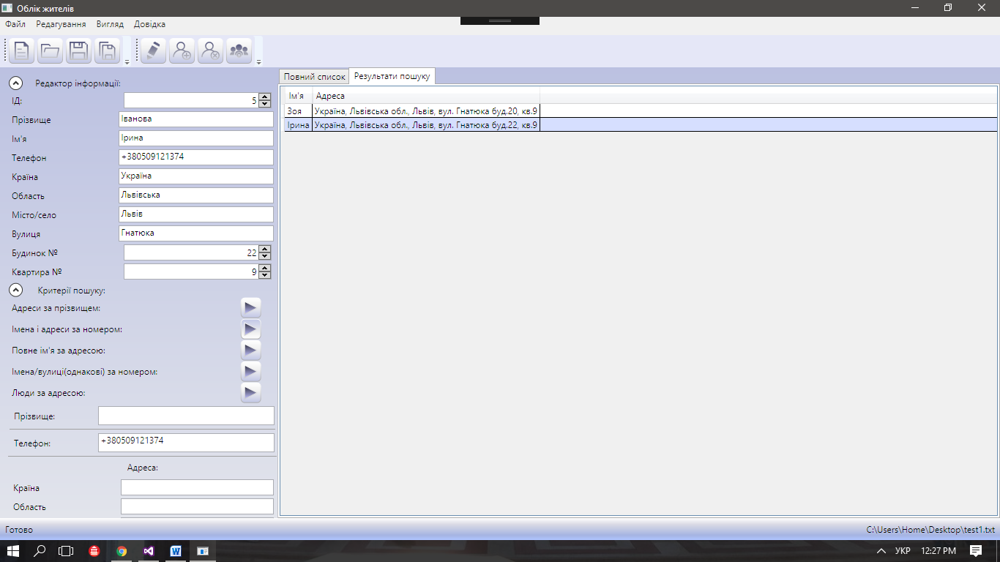 Облік жителів
Файл Редагування Вигляд Довідка
Редактор інформації:
ІД: 5
Прізвище Іванова
Ім'я Ірина
Телефон +380509121374
Країна Україна
Область Львівська
Місто/село Львів
Вулиця Гнатюка
Будинок № 22
Квартира № 9
Критерії пошуку:
Адреси за прізвищем:
Імена і адреси за номером:
Повне ім'я за адресою:
Імена/вулиці(однакові) за номером:
Люди за адресою:
Прізвище:
Телефон: +380509121374
Адреса:
Країна
Область
Повний список Результати пошуку
Ім'я Адреса
Зоя Україна, Львівська обл., Львів, вул. Гнатюка буд.20, кв.9
Ірина Україна, Львівська обл., Львів, вул. Гнатюка буд.22, кв.9
Готово C:\Users\Home\Desktop\test1.txt
УКР 12:27 PM